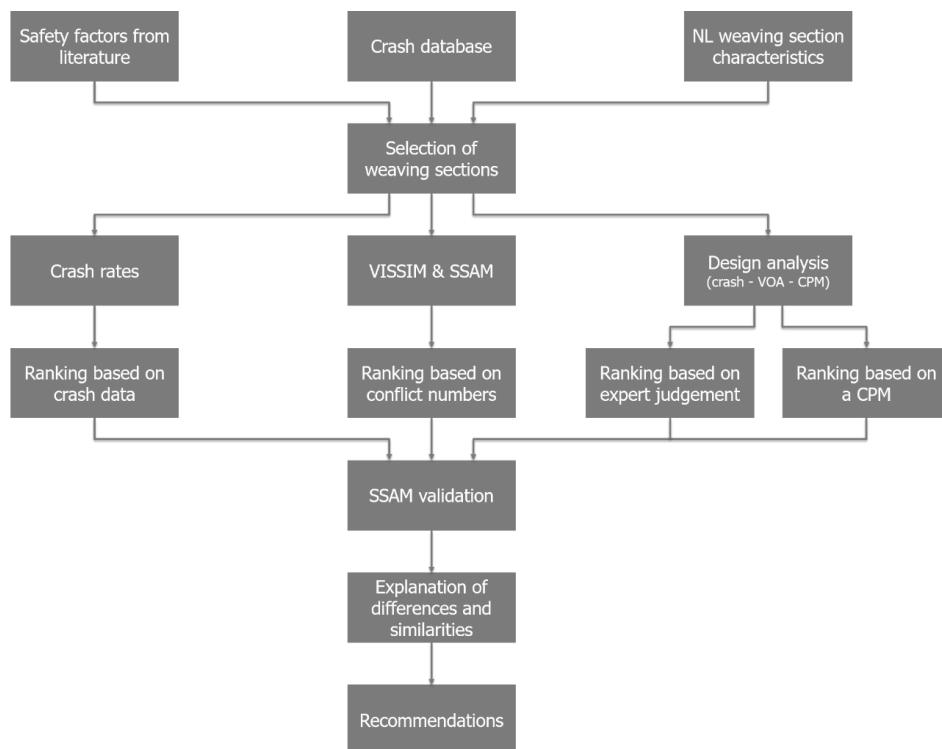 Safety factors from
literature
Crash database
NL weaving section
characteristics
Selection of
weaving sections
Crash rates
VISSIM & SSAM
Design analysis
(crash - VOA - CPM)
Ranking based on
crash data
Ranking based on
conflict numbers
Ranking based on
expert judgement
Ranking based on
a CPM
SSAM validation
Explanation of
differences and
similarities
Recommendations